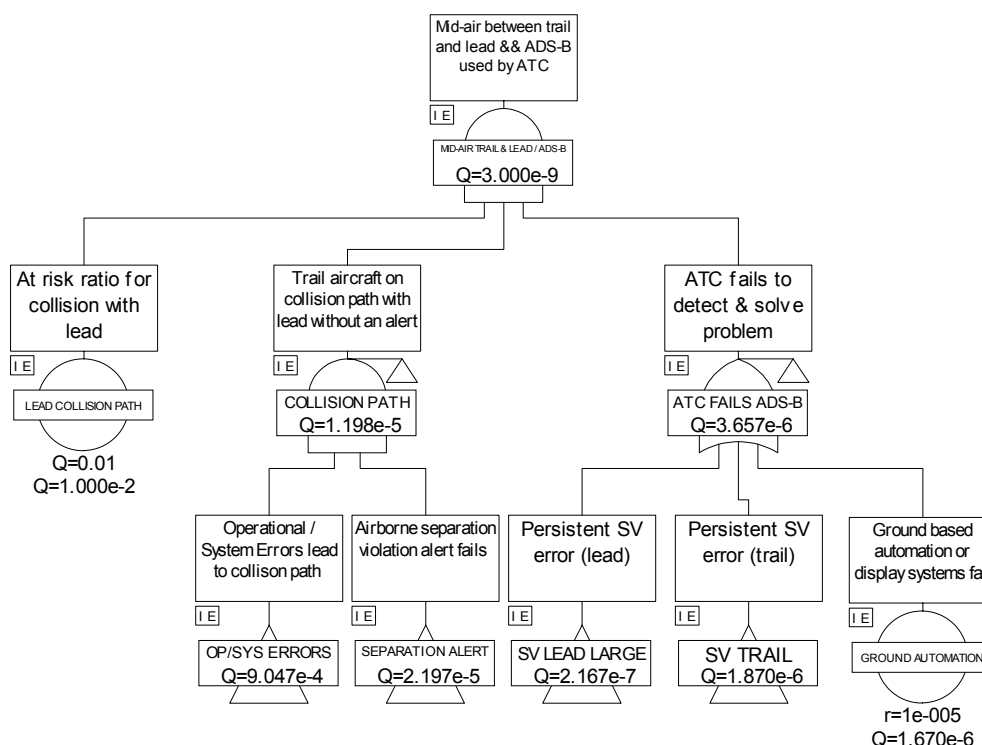 Mid-air between trail
and lead && ADS-B
used by ATC
I E
MID-AIR TRAIL & LEAD / ADS-B
Q=3.000e-9
At risk ratio for
collision with
lead
I E
LEAD COLLISION PATH
Q=0.01
Q=1.000e-2
Trail aircraft on
collision path with
lead without an alert
I E
COLLISION PATH
Q=1.198e-5
ATC fails to
detect & solve
problem
I E
ATC FAILS ADS-B
Q=3.657e-6
Operational /
System Errors lead
to collison path
I E
OP/SYS ERRORS
Q=9.047e-4
Airborne separation
violation alert fails
I E
SEPARATION ALERT
Q=2.197e-5
Persistent SV
error (lead)
I E
SV LEAD LARGE
Q=2.167e-7
Persistent SV
error (trail)
I E
SV TRAIL
Q=1.870e-6
Ground based
automation or
display systems fa
I E
GROUND AUTOMATION
r=1e-005
Q=1.670e-6